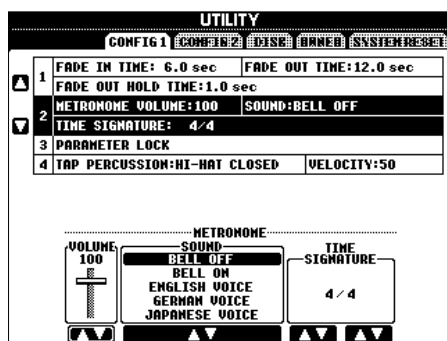 UTILITY
CONFIG 1 CONFIG 2 DISK OWNER SYSTEM RESET
1 FADE IN TIME: 6.0 sec FADE OUT TIME:12.0 sec
FADE OUT HOLD TIME:1.0 sec
2 METRONOME VOLUME:100 SOUND:BELL OFF
TIME SIGNATURE: 4/4
3 PARAMETER LOCK
4 TAP PERCUSSION:HI-HAT CLOSED VELOCITY:50
METRONOME
VOLUME SOUND TIME SIGNATURE
100 BELL OFF
BELL ON
ENGLISH VOICE
GERMAN VOICE
JAPANESE VOICE
4/4